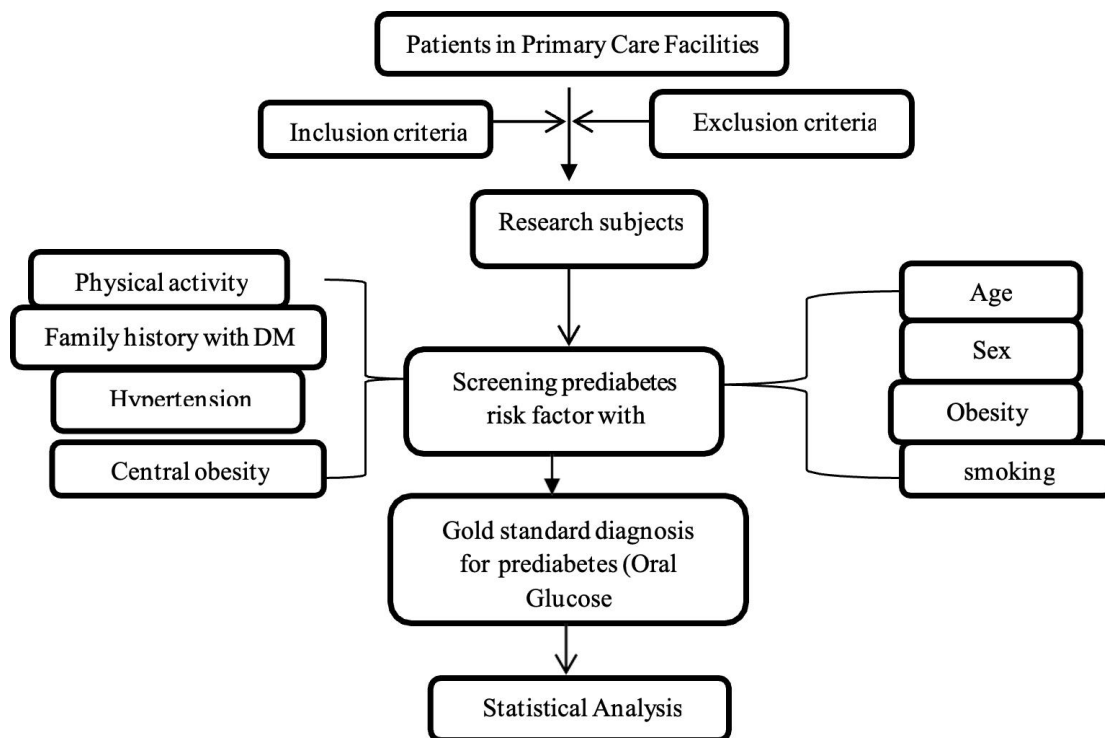 Patients in Primary Care Facilities
Inclusion criteria
Exclusion criteria
Research subjects
Physical activity
Family history with DM
Hypertension
Central obesity
Age
Sex
Obesity
smoking
Screening prediabetes
risk factor with
Gold standard diagnosis
for prediabetes (Oral
Glucose
Statistical Analysis